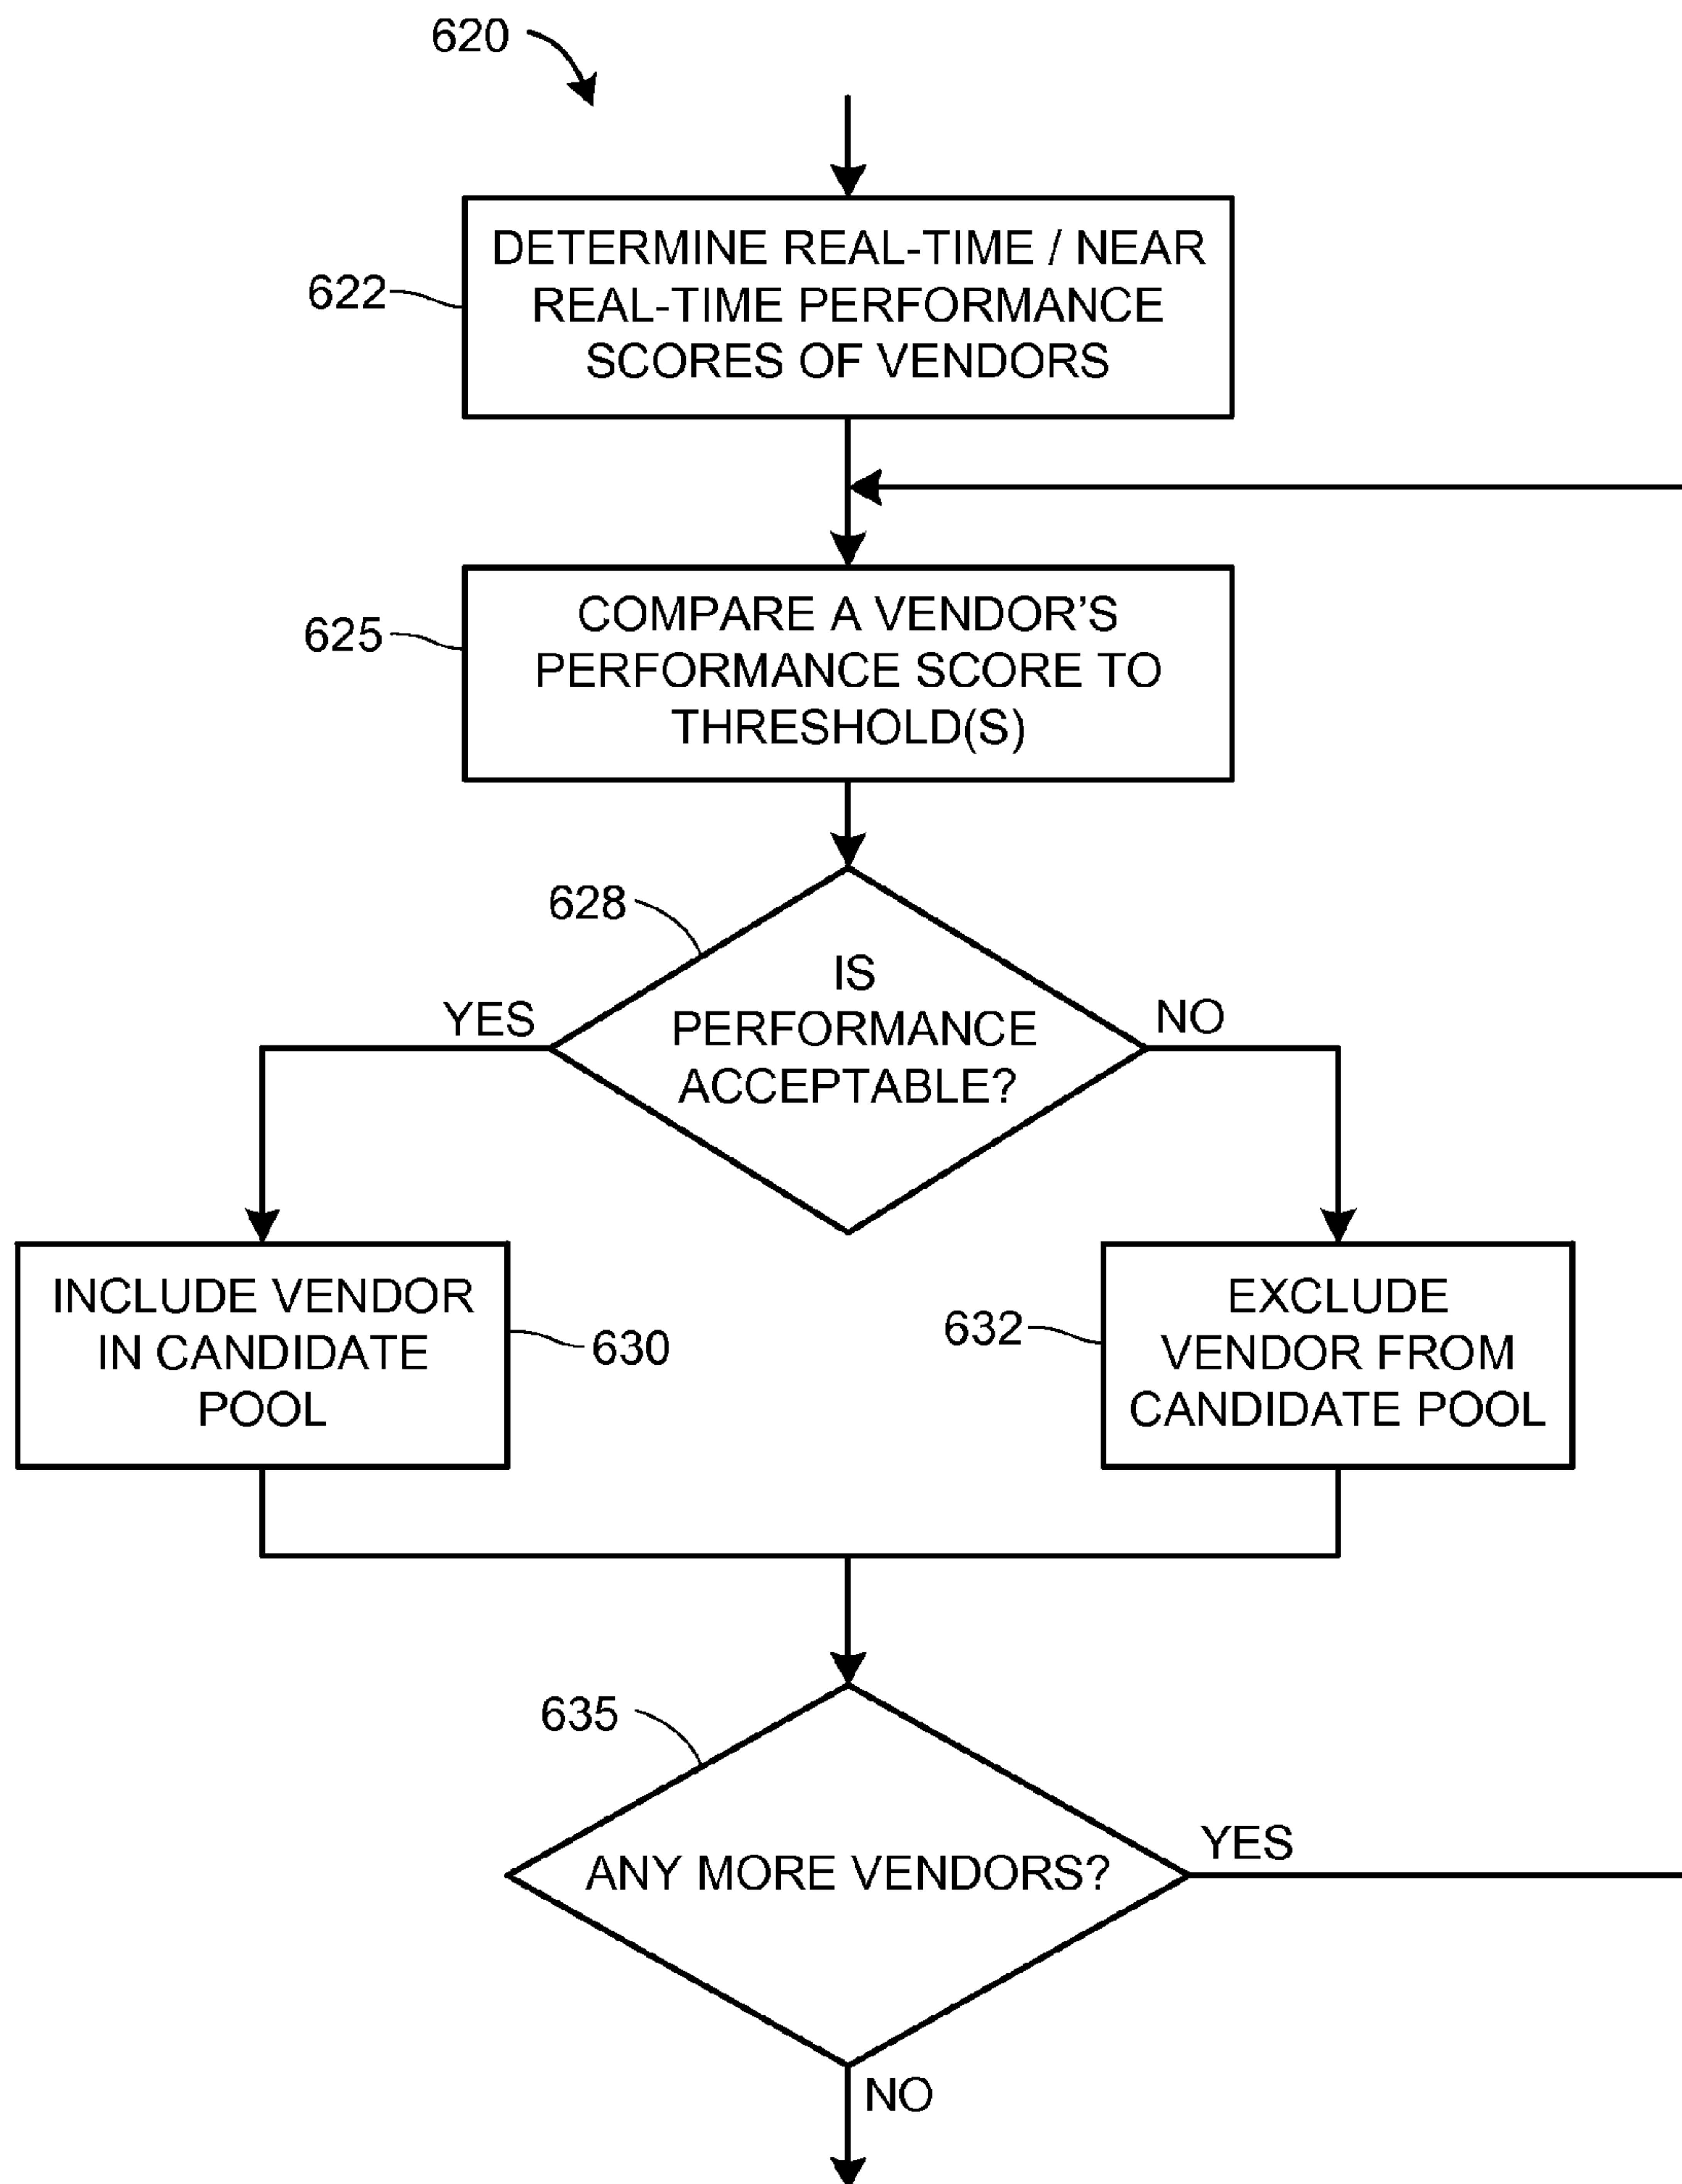 620
DETERMINE REAL-TIME / NEAR
REAL-TIME PERFORMANCE
SCORES OF VENDORS
622
COMPARE A VENDOR'S
PERFORMANCE SCORE TO
THRESHOLD(S)
625
628
IS
PERFORMANCE
ACCEPTABLE?
YES
NO
INCLUDE VENDOR
IN CANDIDATE
POOL
630
632
EXCLUDE
VENDOR FROM
CANDIDATE POOL
635
ANY MORE VENDORS?
YES
NO